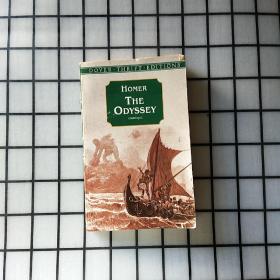 DOVER · THRIFT · EDITIONS
HOMER
THE
ODYSSEY